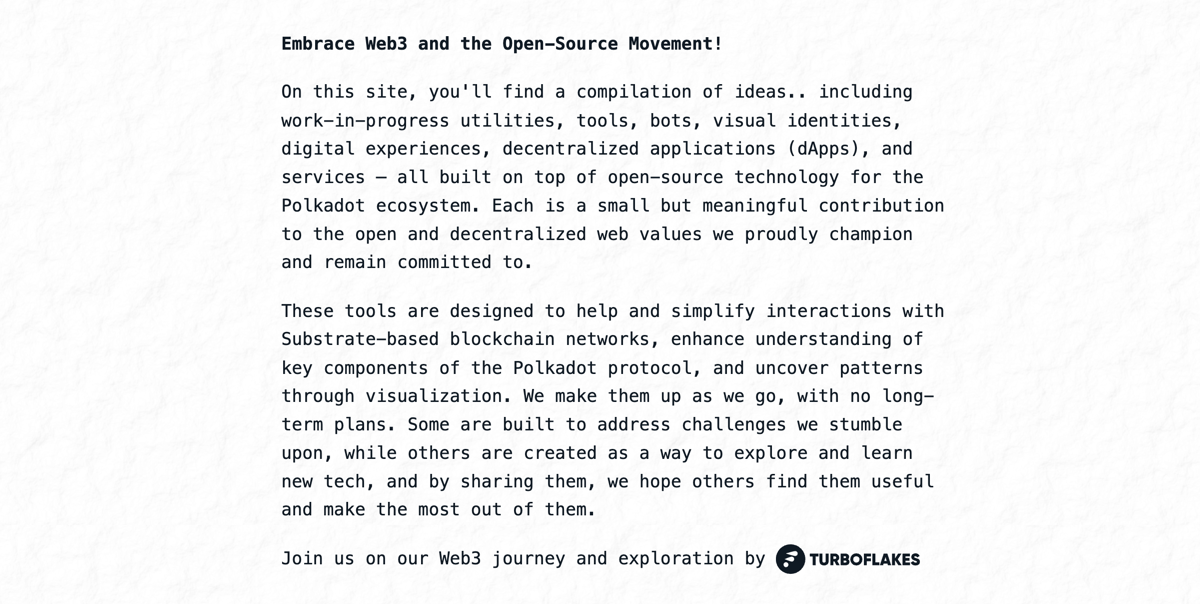 Embrace Web3 and the Open-Source Movement!
On this site, you'll find a compilation of ideas.. including
work-in-progress utilities, tools, bots, visual identities,
digital experiences, decentralized applications (dApps), and
services — all built on top of open-source technology for the
Polkadot ecosystem. Each is a small but meaningful contribution
to the open and decentralized web values we proudly champion
and remain committed to.
These tools are designed to help and simplify interactions with
Substrate-based blockchain networks, enhance understanding of
key components of the Polkadot protocol, and uncover patterns
through visualization. We make them up as we go, with no long-
term plans. Some are built to address challenges we stumble
upon, while others are created as a way to explore and learn
new tech, and by sharing them, we hope others find them useful
and make the most out of them.
Join us on our Web3 journey and exploration by TURBOFLAKES